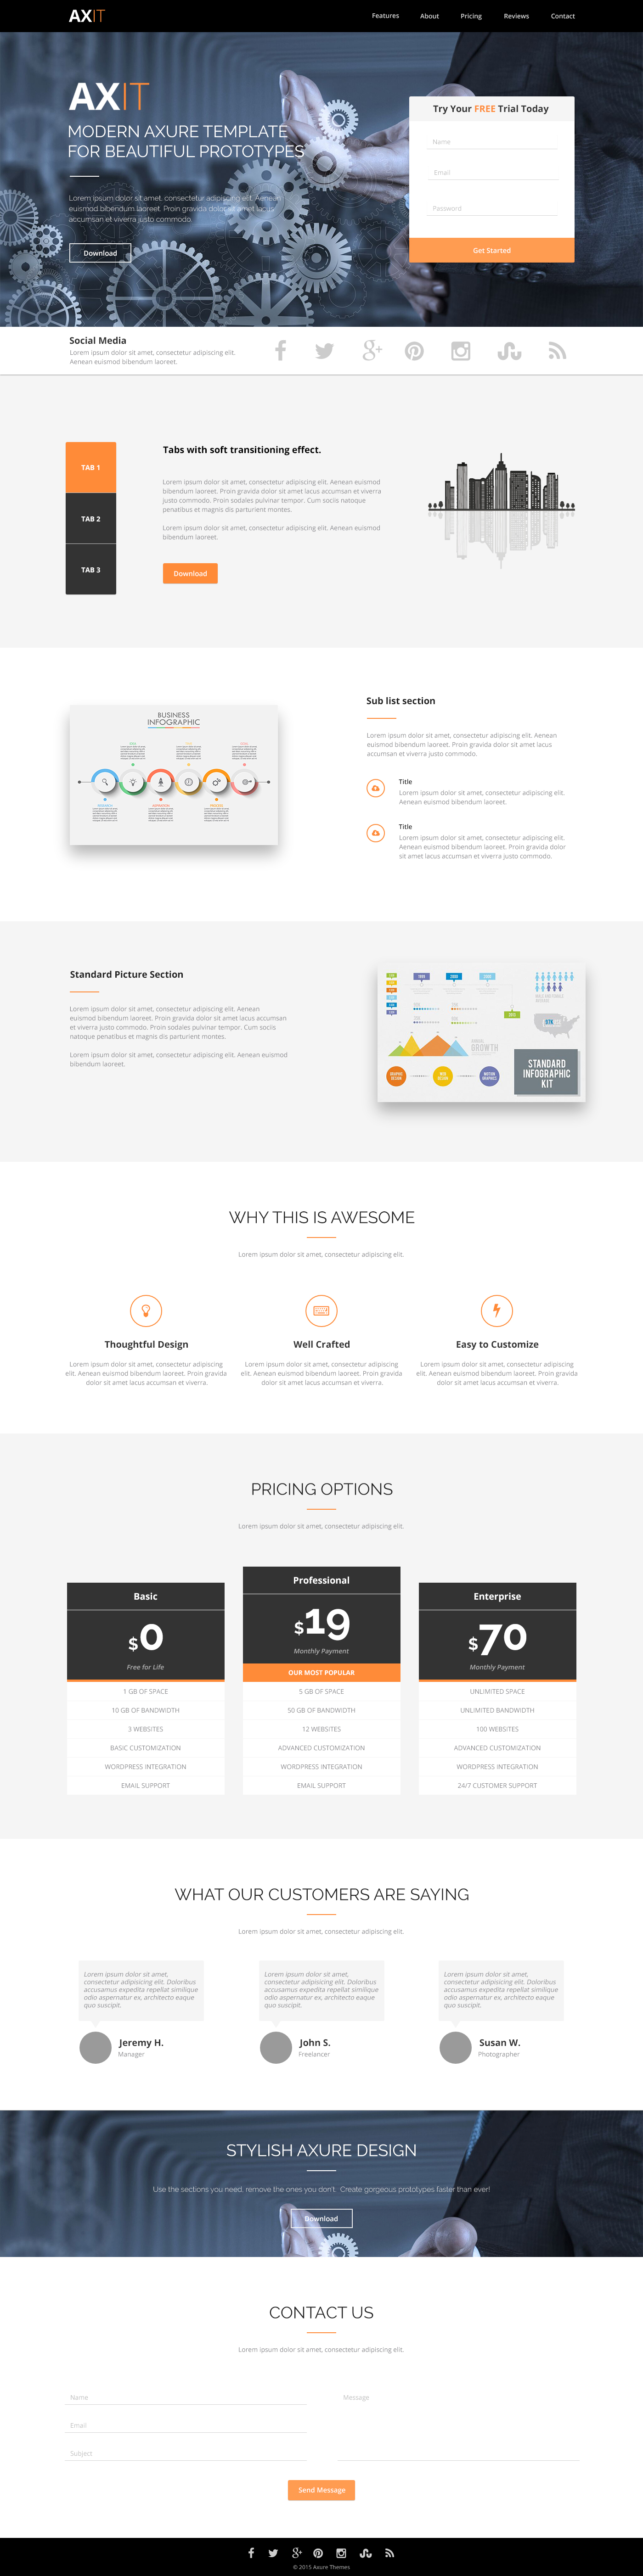 AXIT
Features
About
Pricing
Reviews
Contact
AXIT
MODERN AXURE TEMPLATE
FOR BEAUTIFUL PROTOTYPES
Lorem ipsum dolor sit amet, consectetur adipiscing elit. Aenean
euismod bibendum laoreet. Proin gravida dolor sit amet lacus
accumsan et viverra justo commodo.
Download
Try Your FREE Trial Today
Name
Email
Password
Get Started
Social Media
Lorem ipsum dolor sit amet, consectetur adipiscing elit.
Aenean euismod bibendum laoreet.
TAB 1
TAB 2
TAB 3
Tabs with soft transitioning effect.
Lorem ipsum dolor sit amet, consectetur adipiscing elit. Aenean euismod
bibendum laoreet. Proin gravida dolor sit amet lacus accumsan et viverra
justo commodo. Proin sodales pulvinar tempor. Cum sociis natoque
penatibus et magnis dis parturient montes.
Lorem ipsum dolor sit amet, consectetur adipiscing elit. Aenean euismod
bibendum laoreet.
Download
BUSINESS
INFOGRAPHIC
Sub list section
Lorem ipsum dolor sit amet, consectetur adipiscing elit. Aenean
euismod bibendum laoreet. Proin gravida dolor sit amet lacus
accumsan et viverra justo commodo.
Title
Lorem ipsum dolor sit amet, consectetur adipiscing elit.
Aenean euismod bibendum laoreet.
Title
Lorem ipsum dolor sit amet, consectetur adipiscing elit.
Aenean euismod bibendum laoreet. Proin gravida dolor
sit amet lacus accumsan et viverra justo commodo.
Standard Picture Section
Lorem ipsum dolor sit amet, consectetur adipiscing elit. Aenean
euismod bibendum laoreet. Proin gravida dolor sit amet lacus accumsan
et viverra justo commodo. Proin sodales pulvinar tempor. Cum sociis
natoque penatibus et magnis dis parturient montes.
Lorem ipsum dolor sit amet, consectetur adipiscing elit. Aenean euismod
bibendum laoreet.
GROWTH
STANDARD
INFOGRAPHIC
KIT
WHY THIS IS AWESOME
Lorem ipsum dolor sit amet, consectetur adipiscing elit.
Thoughtful Design
Lorem ipsum dolor sit amet, consectetur adipiscing
elit. Aenean euismod bibendum laoreet. Proin gravida
dolor sit amet lacus accumsan et viverra.
Well Crafted
Lorem ipsum dolor sit amet, consectetur adipiscing
elit. Aenean euismod bibendum laoreet. Proin gravida
dolor sit amet lacus accumsan et viverra.
Easy to Customize
Lorem ipsum dolor sit amet, consectetur adipiscing
elit. Aenean euismod bibendum laoreet. Proin gravida
dolor sit amet lacus accumsan et viverra.
PRICING OPTIONS
Lorem ipsum dolor sit amet, consectetur adipiscing elit.
Basic
$0
Free for Life
1 GB OF SPACE
10 GB OF BANDWIDTH
3 WEBSITES
BASIC CUSTOMIZATION
WORDPRESS INTEGRATION
EMAIL SUPPORT
Professional
$19
Monthly Payment
OUR MOST POPULAR
5 GB OF SPACE
50 GB OF BANDWIDTH
12 WEBSITES
ADVANCED CUSTOMIZATION
WORDPRESS INTEGRATION
EMAIL SUPPORT
Enterprise
$70
Monthly Payment
UNLIMITED SPACE
UNLIMITED BANDWIDTH
100 WEBSITES
ADVANCED CUSTOMIZATION
WORDPRESS INTEGRATION
24/7 CUSTOMER SUPPORT
WHAT OUR CUSTOMERS ARE SAYING
Lorem ipsum dolor sit amet, consectetur adipiscing elit.
Lorem ipsum dolor sit amet,
consectetur adipisicing elit. Doloribus
accusamus expedita repellat similique
odio aspernatur ex, architecto eaque
quo suscipit.
Jeremy H.
Manager
Lorem ipsum dolor sit amet,
consectetur adipisicing elit. Doloribus
accusamus expedita repellat similique
odio aspernatur ex, architecto eaque
quo suscipit.
John S.
Freelancer
Lorem ipsum dolor sit amet,
consectetur adipisicing elit. Doloribus
accusamus expedita repellat similique
odio aspernatur ex, architecto eaque
quo suscipit.
Susan W.
Photographer
STYLISH AXURE DESIGN
Use the sections you need, remove the ones you don't. Create gorgeous prototypes faster than ever!
Download
CONTACT US
Lorem ipsum dolor sit amet, consectetur adipiscing elit.
Name
Email
Subject
Message
Send Message
© 2015 Axure Themes